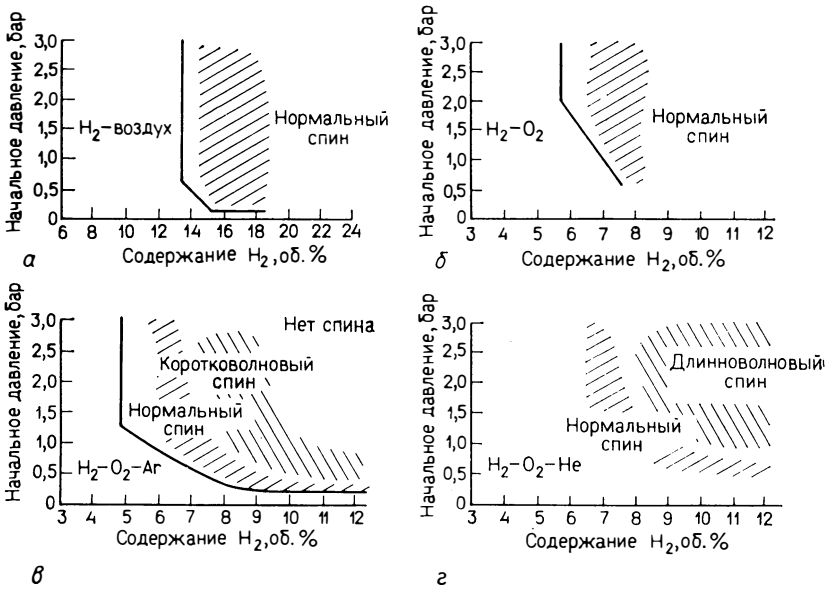 Начальное давление, бар
3,0
2,5
2,0
1,5
1,0
0,5
0
H₂–воздух
Нормальный
спин
6 8 10 12 14 16 18 20 22 24
Содержание H₂, об. %
а
Начальное давление, бар
3,0
2,5
2,0
1,5
1,0
0,5
0
H₂–O₂
Нормальный
спин
3 4 5 6 7 8 9 10 11 12
Содержание H₂, об. %
б
Начальное давление, бар
3,0
2,5
2,0
1,5
1,0
0,5
0
Нет спина
Коротковолновый
спин
Нормальный
спин
H₂–O₂–Ar
3 4 5 6 7 8 9 10 11 12
Содержание H₂, об. %
в
Начальное давление, бар
3,0
2,5
2,0
1,5
1,0
0,5
0
Длинноволновый
спин
Нормальный
спин
H₂–O₂–He
3 4 5 6 7 8 9 10 11 12
Содержание H₂, об. %
г